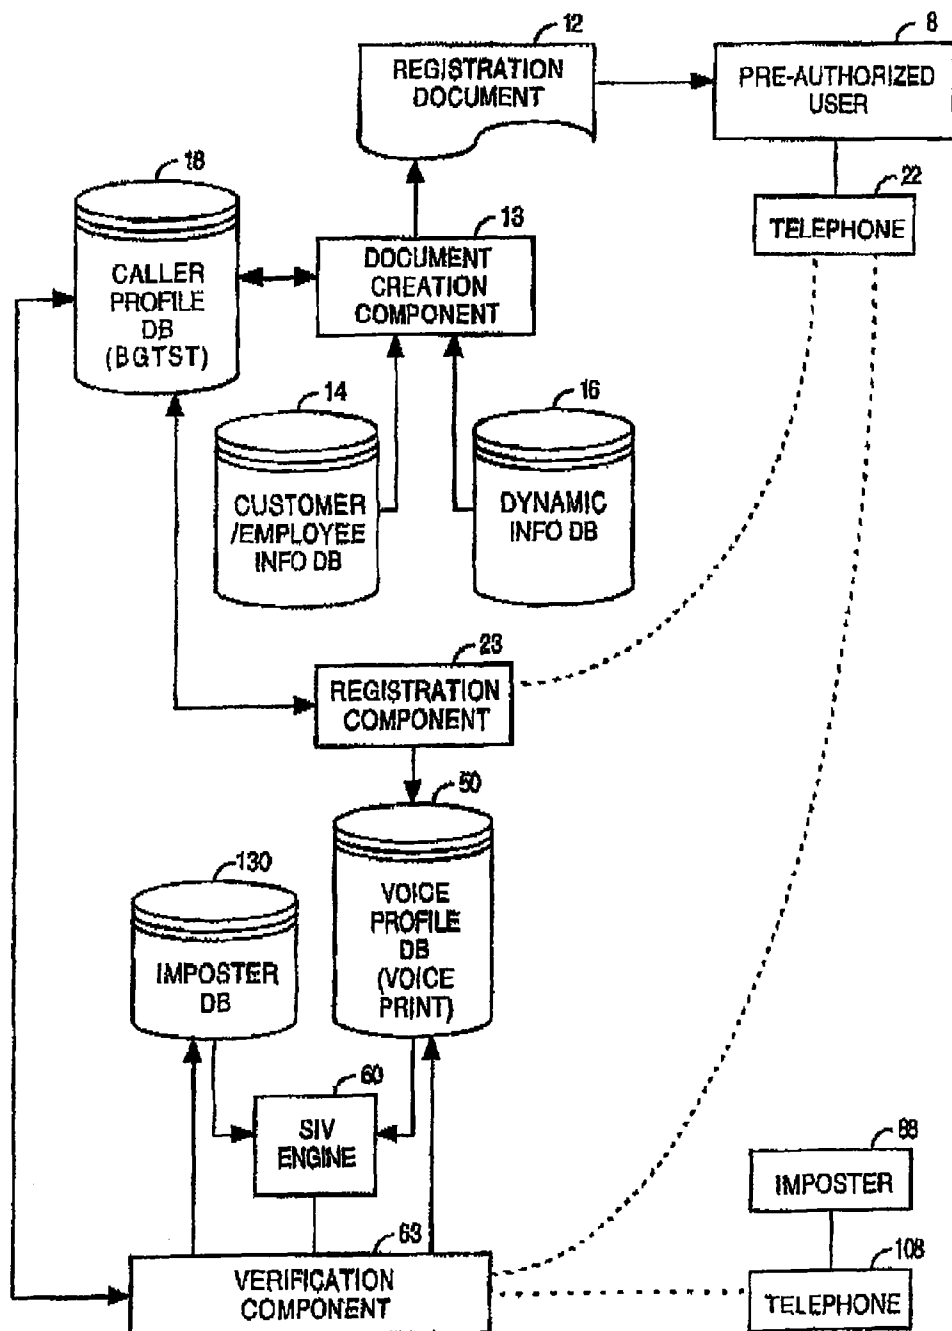 12
REGISTRATION
DOCUMENT
8
PRE-AUTHORIZED
USER
22
TELEPHONE
18
CALLER
PROFILE
DB
(BGTST)
13
DOCUMENT
CREATION
COMPONENT
14
CUSTOMER
/EMPLOYEE
INFO DB
16
DYNAMIC
INFO DB
23
REGISTRATION
COMPONENT
50
VOICE
PROFILE
DB
(VOICE
PRINT)
130
IMPOSTER
DB
60
SIV
ENGINE
63
VERIFICATION
COMPONENT
88
IMPOSTER
108
TELEPHONE